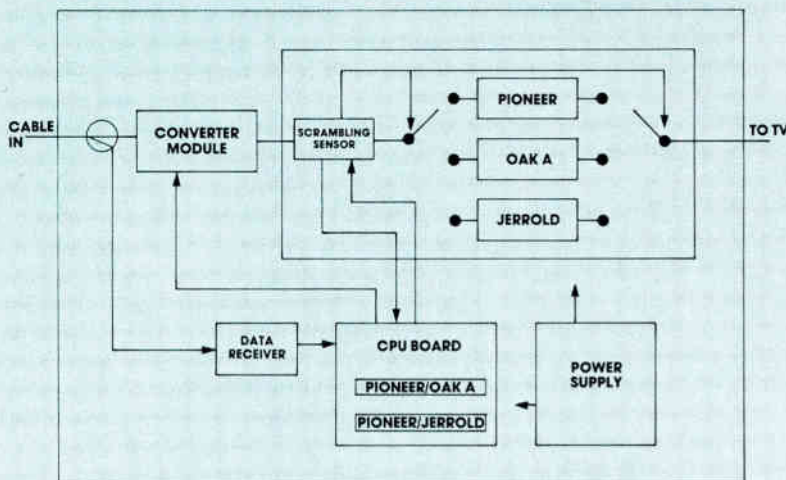 CABLE
IN
CONVERTER
MODULE
SCRAMBLING
SENSOR
PIONEER
OAK A
JERROLD
TO TV
DATA
RECEIVER
CPU BOARD
PIONEER/OAK A
PIONEER/JERROLD
POWER
SUPPLY